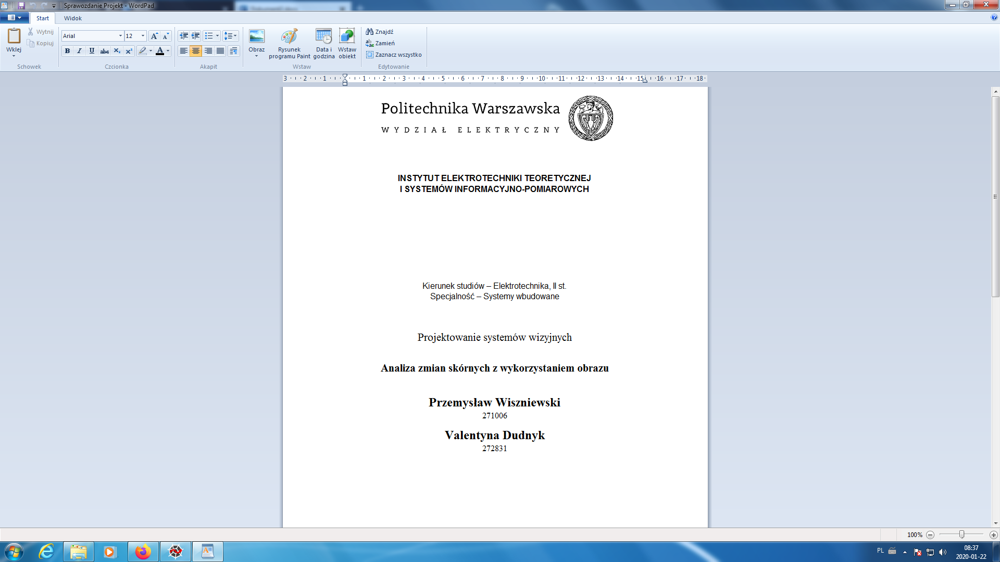 Sprawozdanie Projekt - WordPad
Start
Widok
Wklej
Wytnij
Kopiuj
Schowek
Arial
12
Czcionka
Akapit
Obraz
Rysunek
programu Paint
Data i
godzina
Wstaw
obiekt
Wstaw
Znajdź
Zamień
Zaznacz wszystko
Edytowanie
3 2 1 1 2 3 4 5 6 7 8 9 10 11 12 13 14 15 16 17 18
Politechnika Warszawska
WYDZIAŁ ELEKTRYCZNY
INSTYTUT ELEKTROTECHNIKI TEORETYCZNEJ
I SYSTEMÓW INFORMACYJNO-POMIAROWYCH
Kierunek studiów – Elektrotechnika, II st.
Specjalność – Systemy wbudowane
Projektowanie systemów wizyjnych
Analiza zmian skórnych z wykorzystaniem obrazu
Przemysław Wiszniewski
271006
Valentyna Dudnyk
272831
100%
PL
08:37
2020-01-22